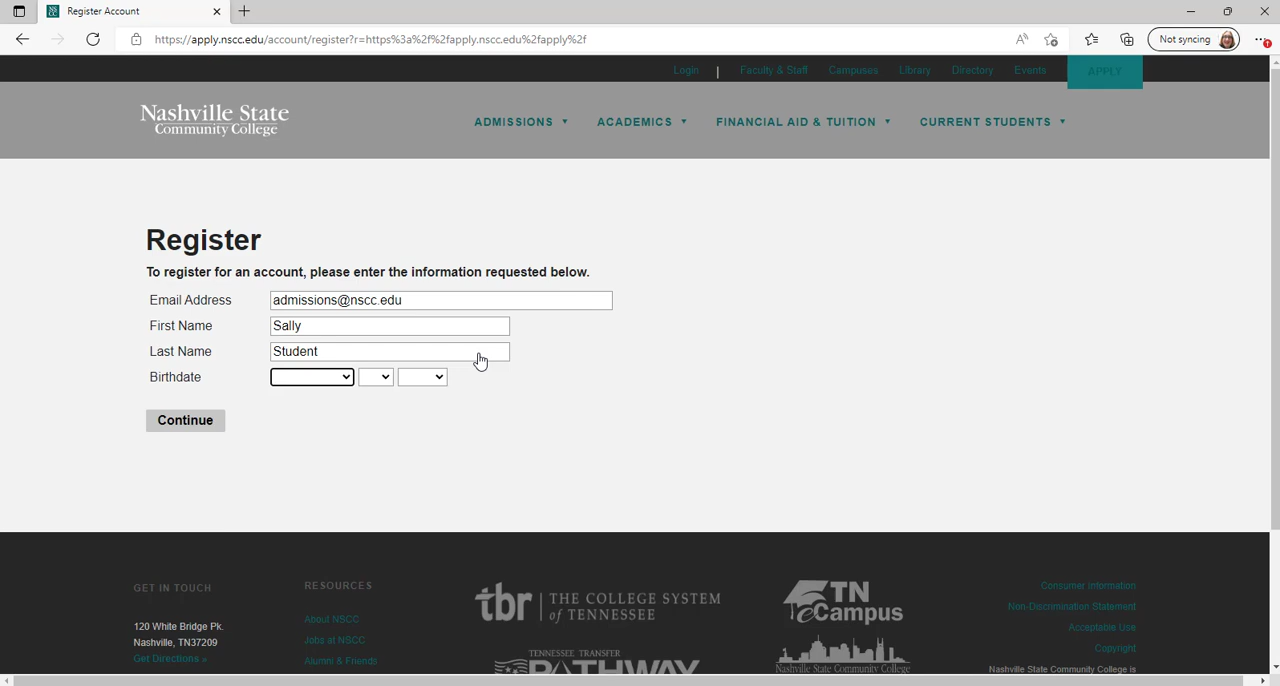 Register Account
https://apply.nscc.edu/account/register?r=https%3a%2f%2fapply.nscc.edu%2fapply%2f
Not syncing
Login | Faculty & Staff Campuses Library Directory Events APPLY
Nashville State
Community College
ADMISSIONS ACADEMICS FINANCIAL AID & TUITION CURRENT STUDENTS
Register
To register for an account, please enter the information requested below.
Email Address admissions@nscc.edu
First Name Sally
Last Name Student
Birthdate
Continue
GET IN TOUCH
120 White Bridge Pk.
Nashville, TN37209
Get Directions »
RESOURCES
About NSCC
Jobs at NSCC
Alumni & Friends
tbr | THE COLLEGE SYSTEM
of TENNESSEE
TENNESSEE TRANSFER
PATHWAY
TN
eCampus
Nashville State Community College
Consumer Information
Non-Discrimination Statement
Acceptable Use
Copyright
Nashville State Community College is